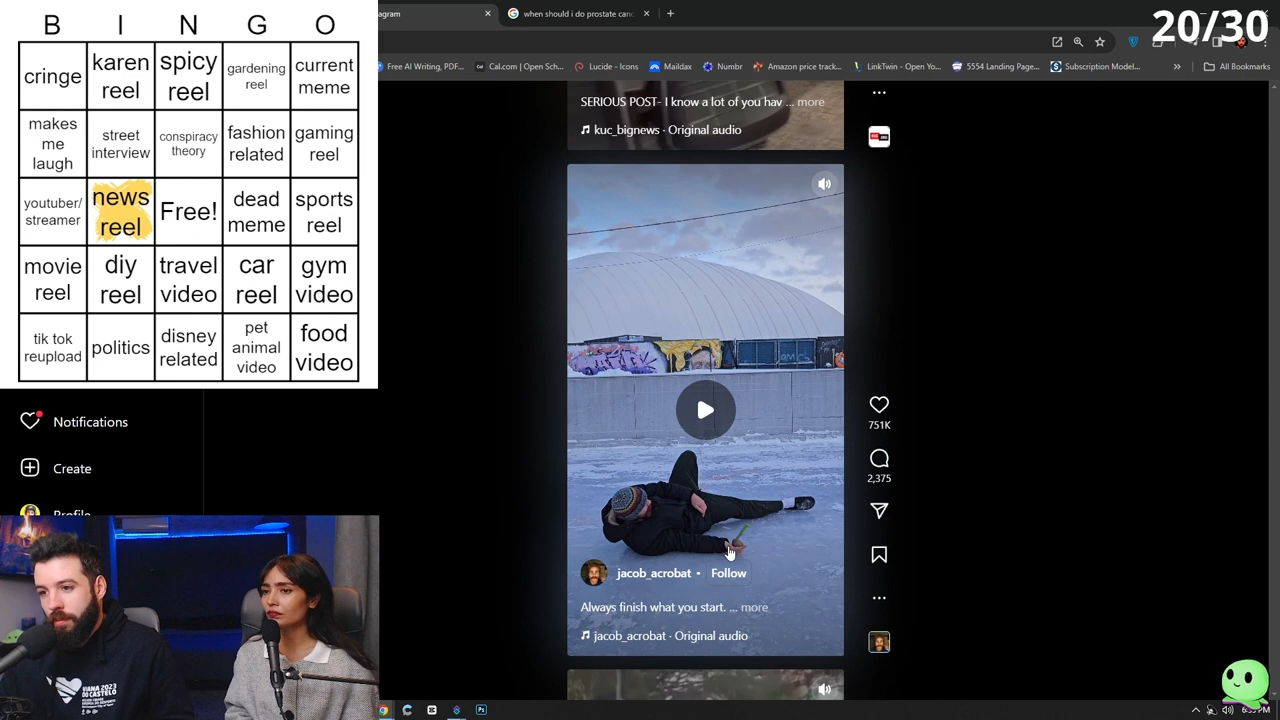 B I N G O
cringe
karen
reel
spicy
reel
gardening
reel
current
meme
makes
me
laugh
street
interview
conspiracy
theory
fashion
related
gaming
reel
youtuber/
streamer
news
reel
Free!
dead
meme
sports
reel
movie
reel
diy
reel
travel
video
car
reel
gym
video
tik tok
reupload
politics
disney
related
pet
animal
video
food
video
agram
when should i do prostate canc
20/30
Free AI Writing, PDF...
Cal.com | Open Sch...
Lucide - Icons
Maildax
Numbr
Amazon price track...
LinkTwin - Open Yo...
5554 Landing Page...
Subscription Model...
All Bookmarks
SERIOUS POST- I know a lot of you hav ... more
kuc_bignews · Original audio
OMG
751K
2,375
jacob_acrobat • Follow
Always finish what you start. ... more
jacob_acrobat · Original audio
Notifications
Create
Profile
VIANA 2023